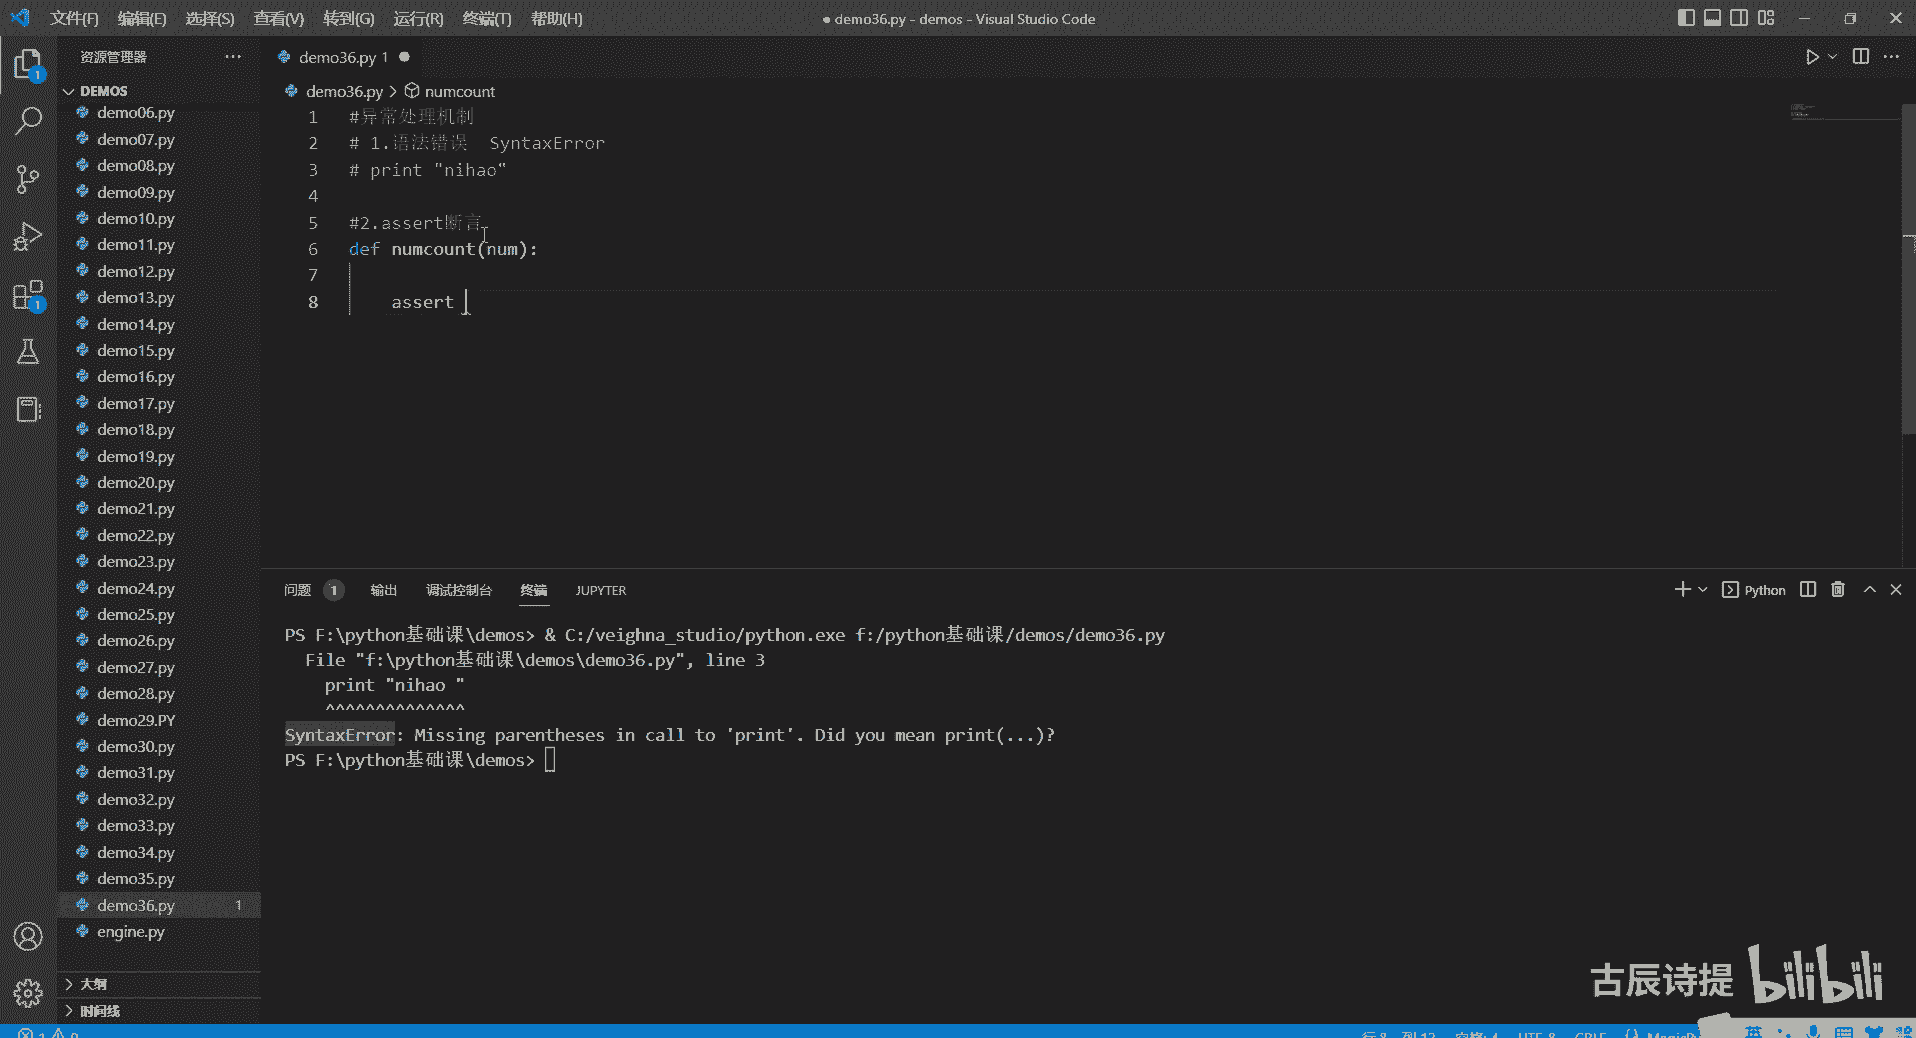 文件(F) 编辑(E) 选择(S) 查看(V) 转到(G) 运行(R) 终端(T) 帮助(H)
● demo36.py - demos - Visual Studio Code
资源管理器
demo36.py 1
DEMOS
demo36.py > numcount
demo06.py
demo07.py
demo08.py
demo09.py
demo10.py
demo11.py
demo12.py
demo13.py
demo14.py
demo15.py
demo16.py
demo17.py
demo18.py
demo19.py
demo20.py
demo21.py
demo22.py
demo23.py
demo24.py
demo25.py
demo26.py
demo27.py
demo28.py
demo29.PY
demo30.py
demo31.py
demo32.py
demo33.py
demo34.py
demo35.py
demo36.py 1
engine.py
大纲
时间线
1 #异常处理机制
2 # 1.语法错误  SyntaxError
3 # print "nihao"
4
5 #2.assert断言
6 def numcount(num):
7
8 assert
问题 1 输出 调试控制台 终端 JUPYTER
Python
PS F:\python基础课\demos> & C:/veighna_studio/python.exe f:/python基础课/demos/demo36.py
File "f:\python基础课\demos\demo36.py", line 3
print "nihao "
^^^^^^^^^^^^^^
SyntaxError: Missing parentheses in call to 'print'. Did you mean print(...)?
PS F:\python基础课\demos>
古辰诗提 bilibili
英